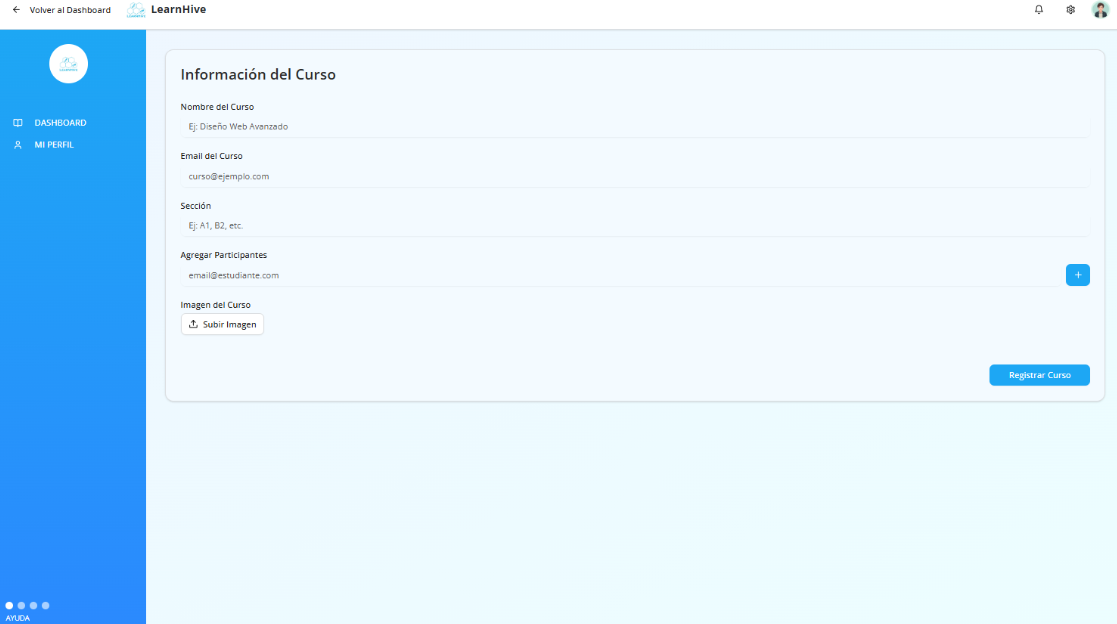 Volver al Dashboard
LearnHive
DASHBOARD
MI PERFIL
Información del Curso
Nombre del Curso
Ej: Diseño Web Avanzado
Email del Curso
curso@ejemplo.com
Sección
Ej: A1, B2, etc.
Agregar Participantes
email@estudiante.com
+
Imagen del Curso
Subir Imagen
Registrar Curso
AYUDA